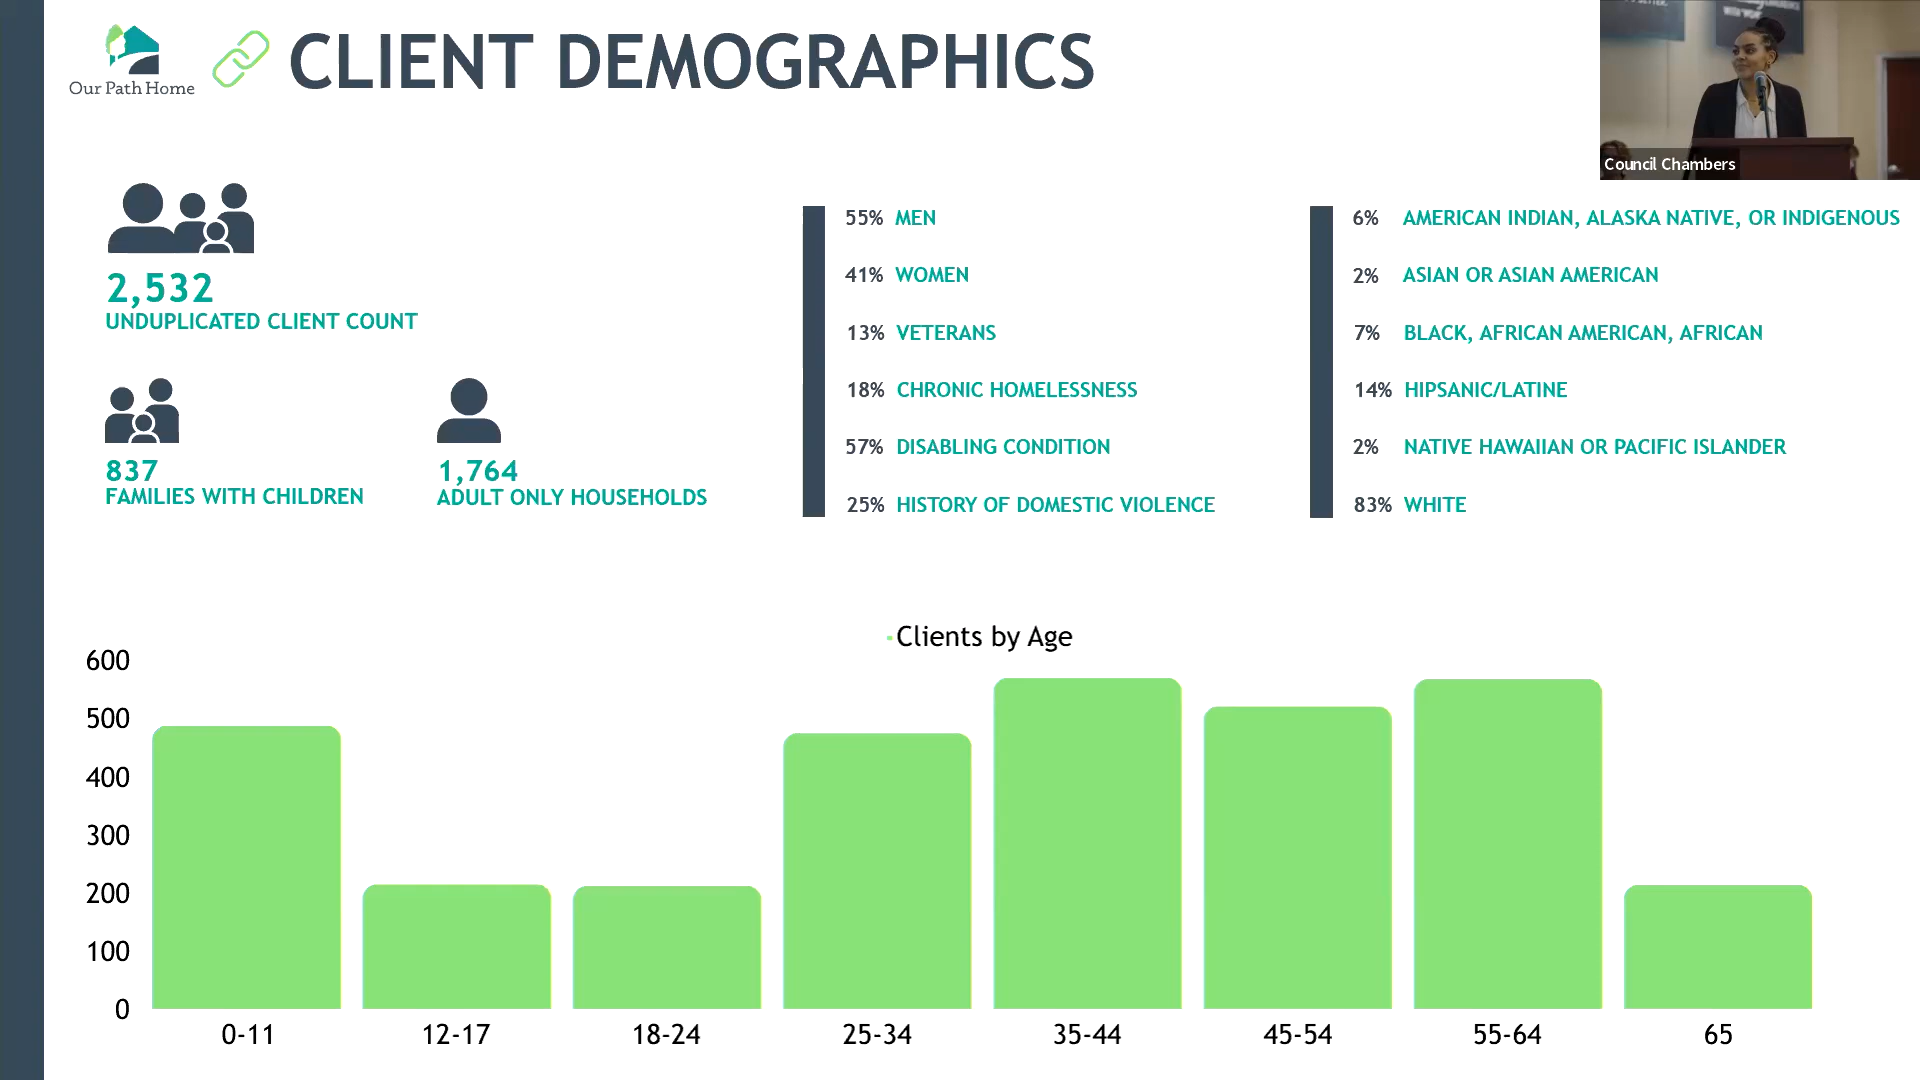 Our Path Home
CLIENT DEMOGRAPHICS
Council Chambers
2,532
UNDUPLICATED CLIENT COUNT
837
FAMILIES WITH CHILDREN
1,764
ADULT ONLY HOUSEHOLDS
55% MEN
41% WOMEN
13% VETERANS
18% CHRONIC HOMELESSNESS
57% DISABLING CONDITION
25% HISTORY OF DOMESTIC VIOLENCE
6% AMERICAN INDIAN, ALASKA NATIVE, OR INDIGENOUS
2% ASIAN OR ASIAN AMERICAN
7% BLACK, AFRICAN AMERICAN, AFRICAN
14% HIPSANIC/LATINE
2% NATIVE HAWAIIAN OR PACIFIC ISLANDER
83% WHITE
Clients by Age
600
500
400
300
200
100
0
0-11 12-17 18-24 25-34 35-44 45-54 55-64 65